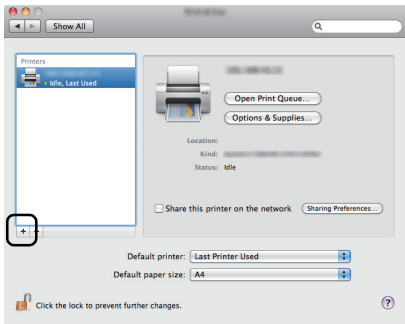 Show All
Printers
Idle, Last Used
Open Print Queue...
Options & Supplies...
Location:
Kind:
Status: Idle
Share this printer on the network
Sharing Preferences...
+ −
Default printer: Last Printer Used
Default paper size: A4
Click the lock to prevent further changes.
?